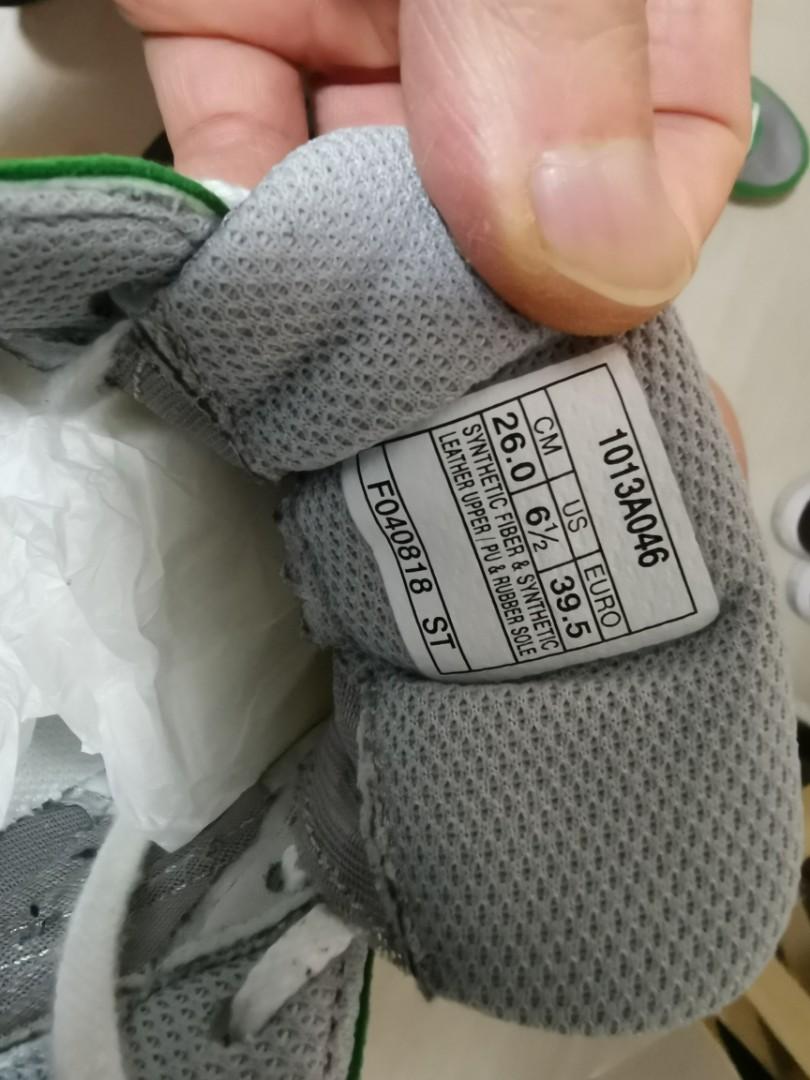 1013A046
CM US EURO
26.0 6½ 39.5
SYNTHETIC FIBER & SYNTHETIC
LEATHER UPPER / PU & RUBBER SOLE
F040818 ST